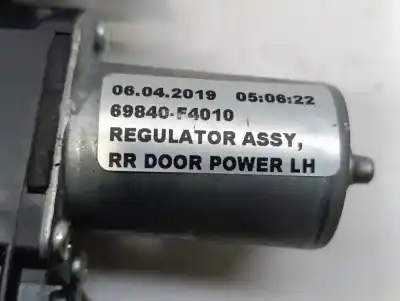 06.04.2019 05:06:22
69840-F4010
REGULATOR ASSY,
RR DOOR POWER LH